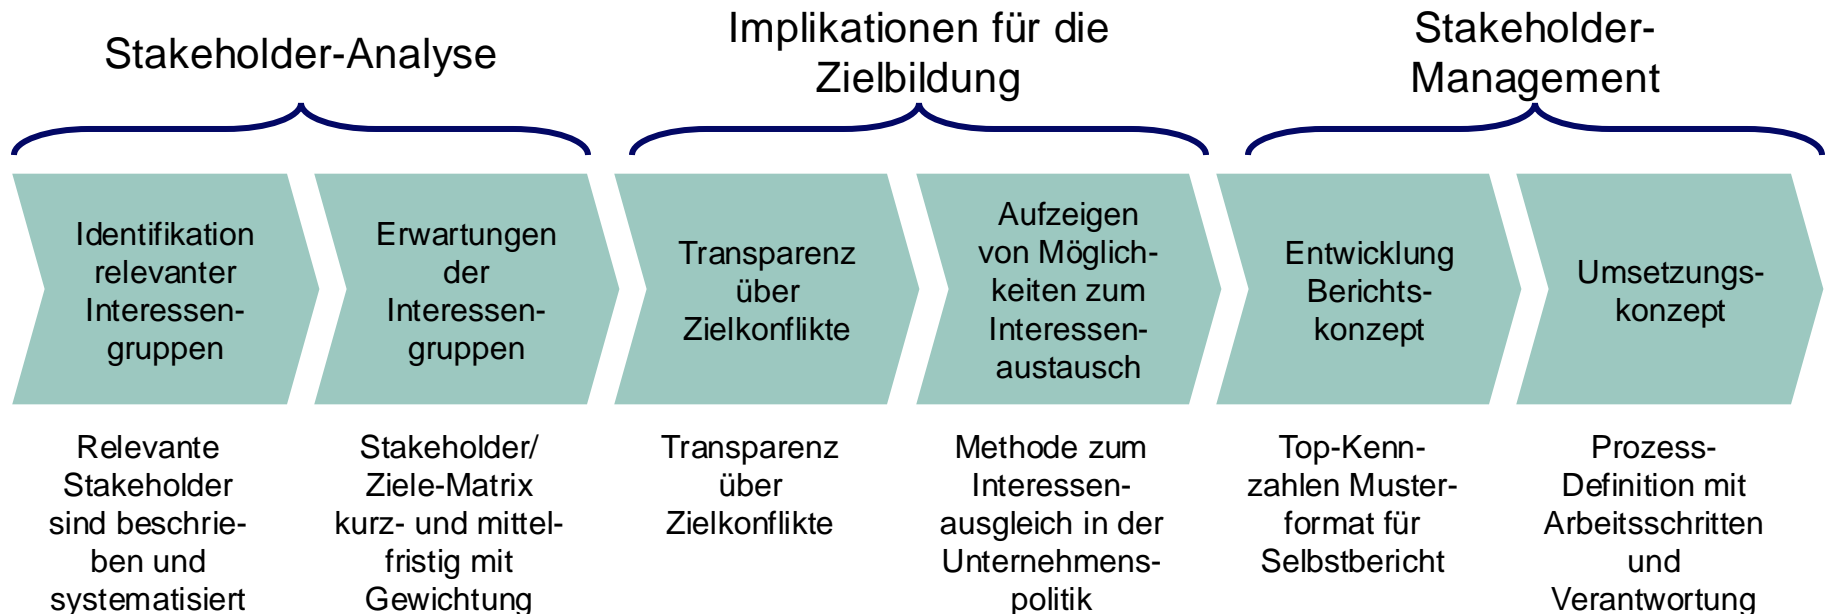 Stakeholder-Analyse
Implikationen für die
Zielbildung
Stakeholder-
Management
Identifikation
relevanter
Interessen-
gruppen
Erwartungen
der
Interessen-
gruppen
Transparenz
über
Zielkonflikte
Aufzeigen
von Möglich-
keiten zum
Interessen-
austausch
Entwicklung
Berichts-
konzept
Umsetzungs-
konzept
Relevante
Stakeholder
sind beschrie-
ben und
systematisiert
Stakeholder/
Ziele-Matrix
kurz- und mittel-
fristig mit
Gewichtung
Transparenz
über
Zielkonflikte
Methode zum
Interessen-
ausgleich in der
Unternehmens-
politik
Top-Kenn-
zahlen Muster-
format für
Selbstbericht
Prozess-
Definition mit
Arbeitsschritten
und
Verantwortung